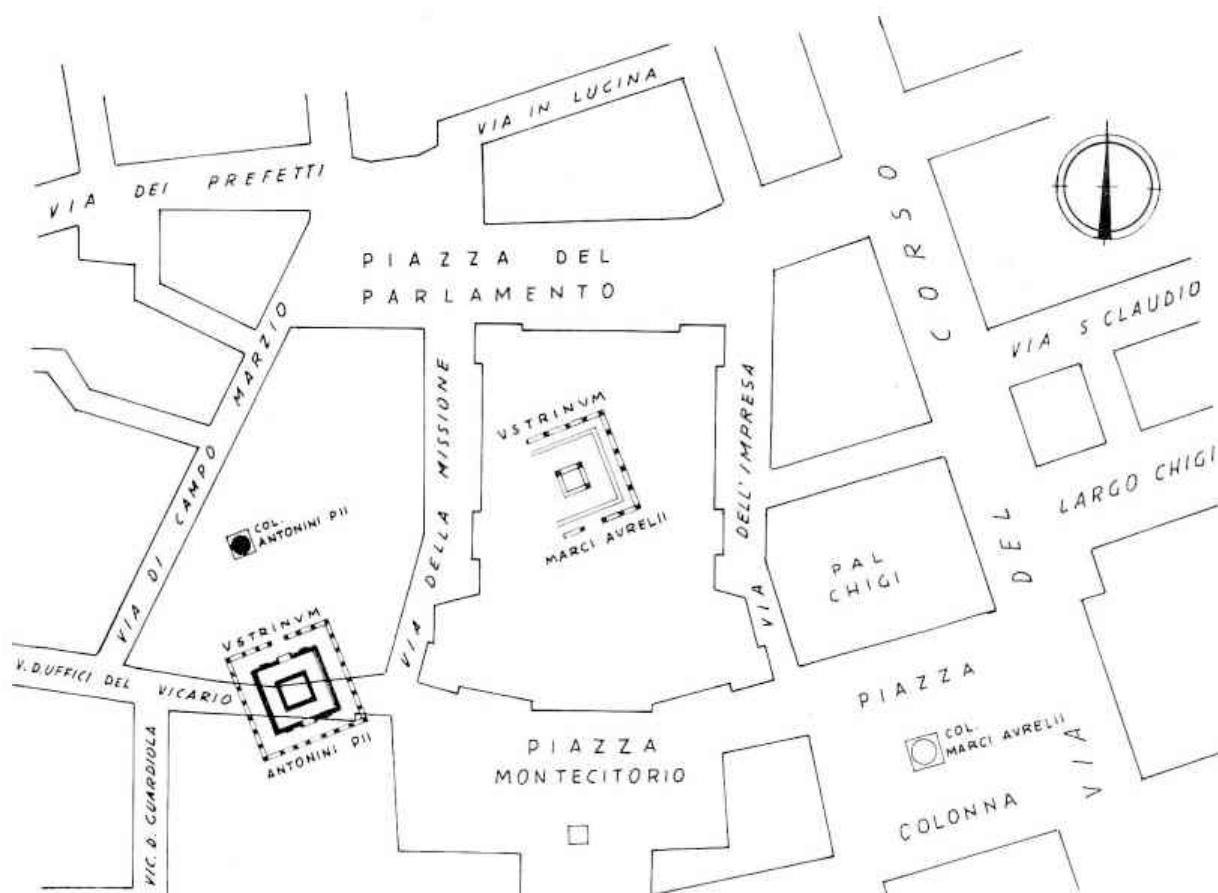 VIA IN LUCINA
VIA DEI PREFETTI
CORSO
PIAZZA DEL
PARLAMENTO
VIA S CLAUDIO
VIA DI CAMPO MARZIO
VIA DELLA MISSIONE
VSTRINVM
MARCI AVRELII
VIA DELL'IMPRESA
LARGO CHIGI
DEL
COL.
ANTONINI PII
PAL
CHIGI
VSTRINVM
ANTONINI PII
V. D. UFFICI DEL VICARIO
PIAZZA
COLONNA
COL.
MARCI AVRELII
VIA
PIAZZA
MONTECITORIO
VIC. D. GUARDIOLA